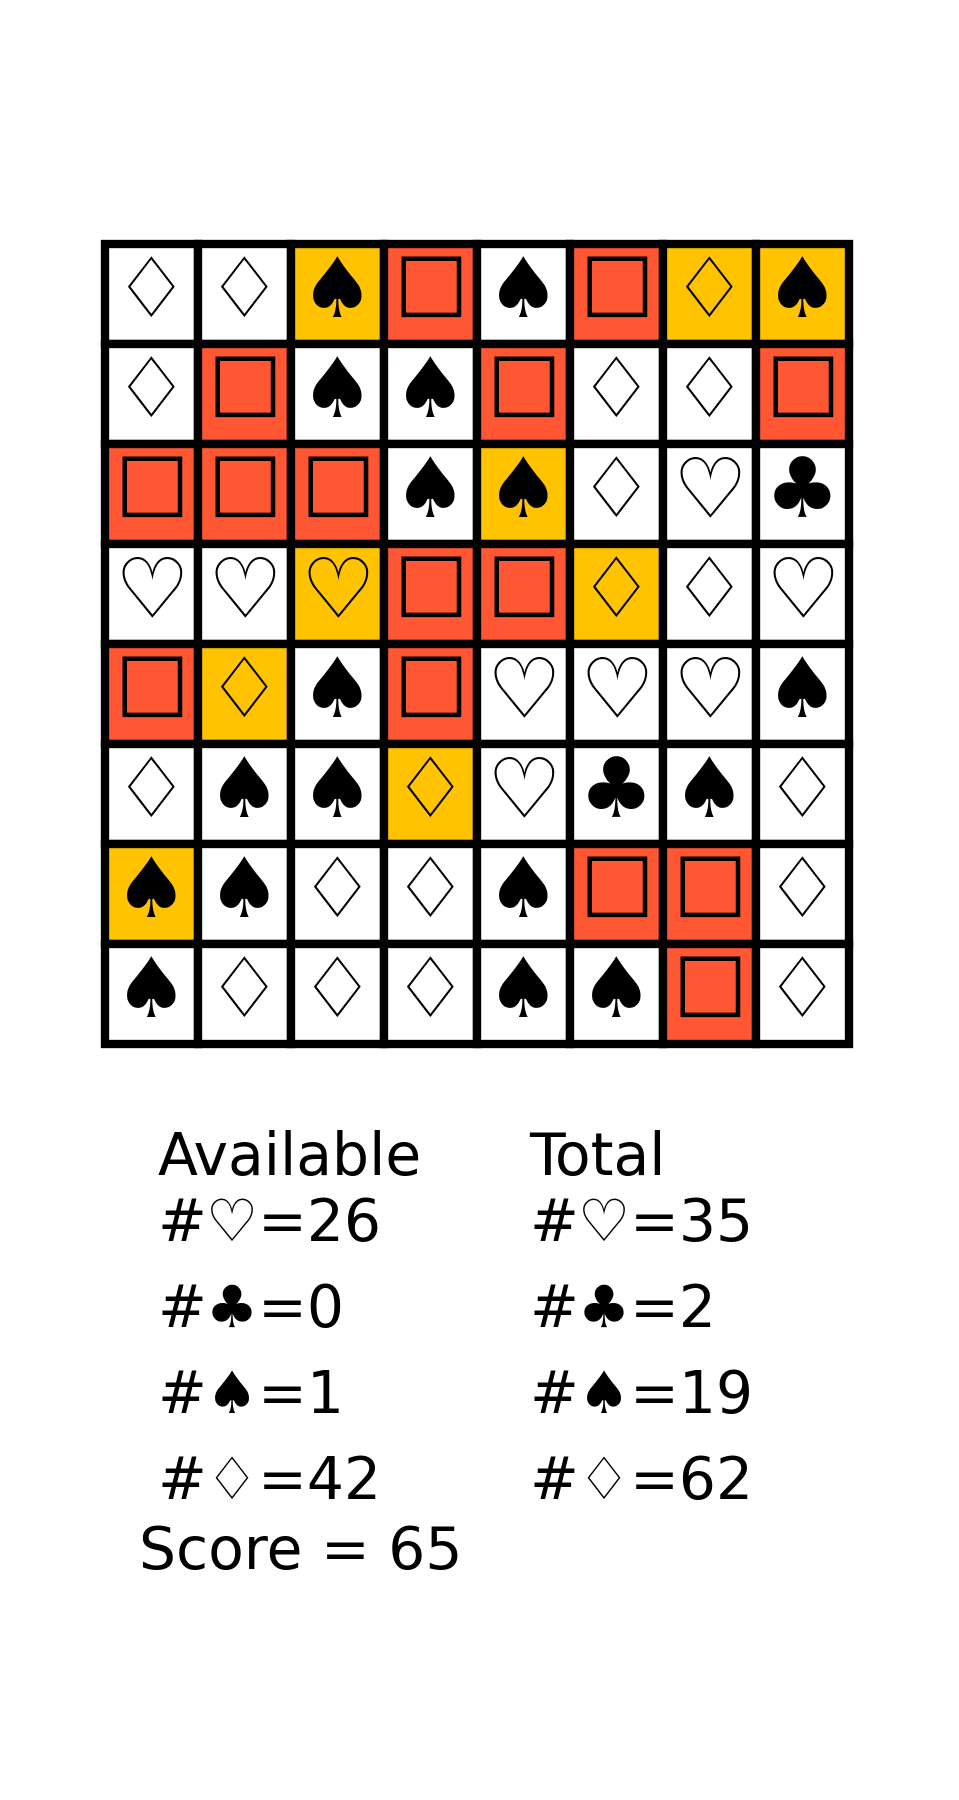 ♢ ♢ ♠ □ ♠ □ ♢ ♠
♢ □ ♠ ♠ □ ♢ ♢ □
□ □ □ ♠ ♠ ♢ ♡ ♣
♡ ♡ ♡ □ □ ♢ ♢ ♡
□ ♢ ♠ □ ♡ ♡ ♡ ♠
♢ ♠ ♠ ♢ ♡ ♣ ♠ ♢
♠ ♠ ♢ ♢ ♠ □ □ ♢
♠ ♢ ♢ ♢ ♠ ♠ □ ♢
Available Total
#♡=26 #♡=35
#♣=0 #♣=2
#♠=1 #♠=19
#♢=42 #♢=62
Score = 65